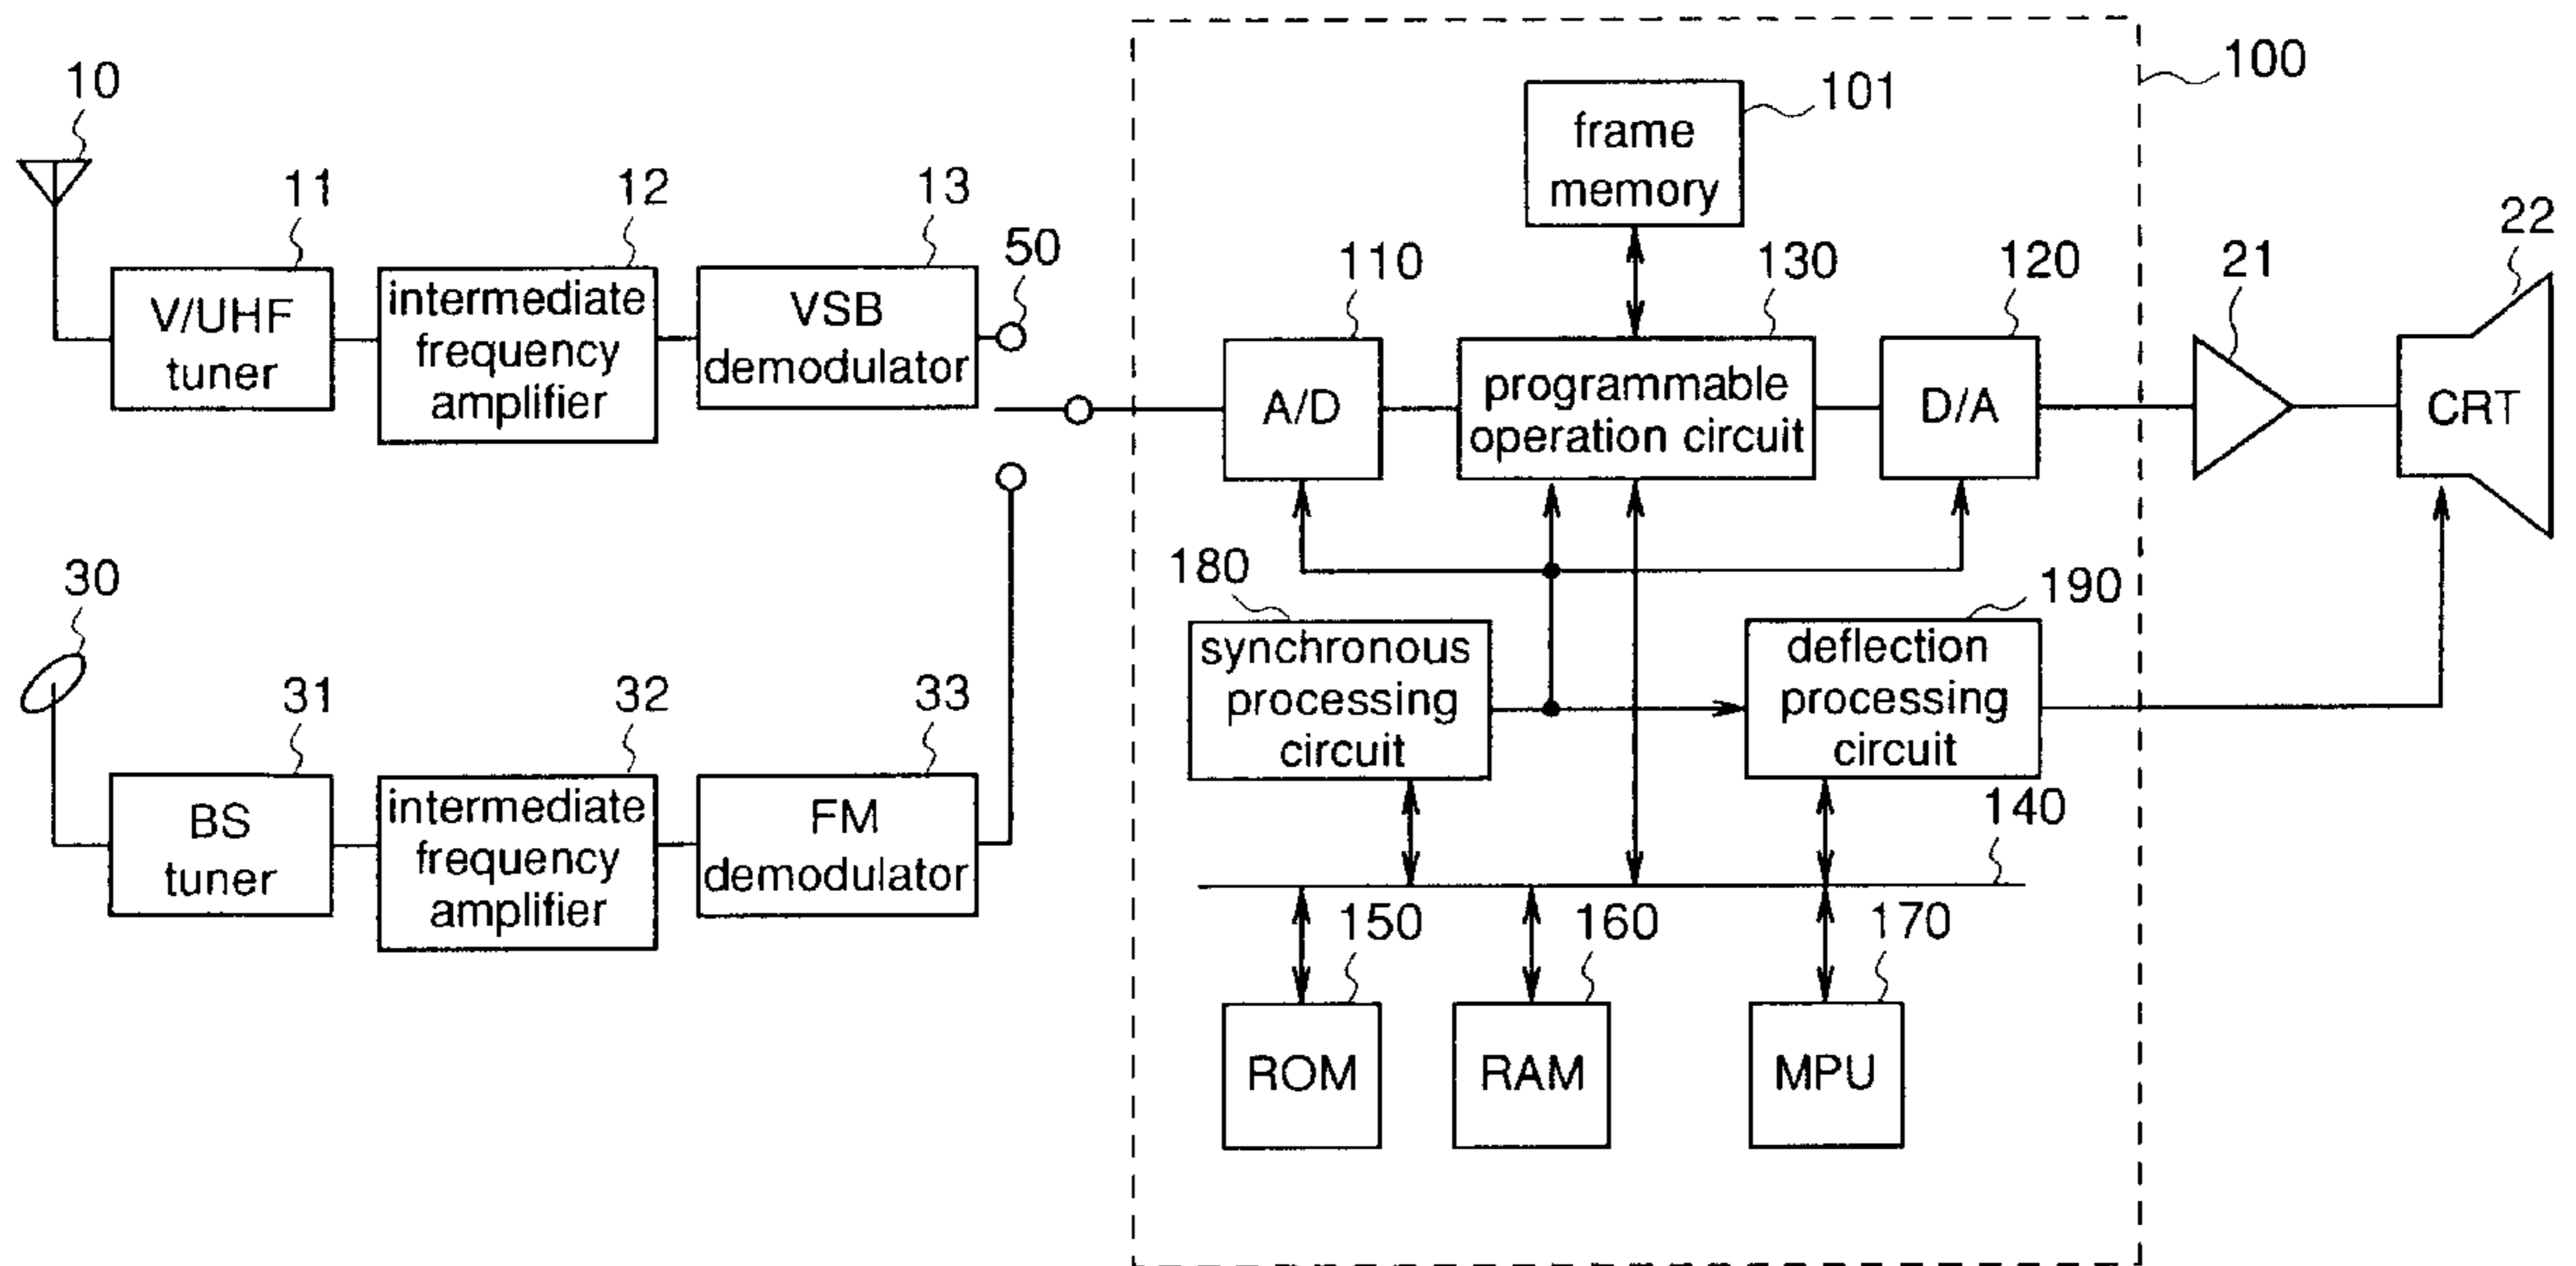 10
11
V/UHF
tuner
12
intermediate
frequency
amplifier
13
VSB
demodulator
50
30
31
BS
tuner
32
intermediate
frequency
amplifier
33
FM
demodulator
100
101
frame
memory
110
A/D
130
programmable
operation circuit
120
D/A
21
22
CRT
180
synchronous
processing
circuit
190
deflection
processing
circuit
140
150
ROM
160
RAM
170
MPU